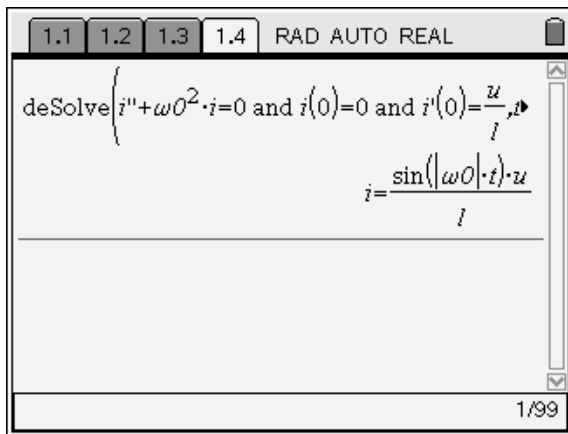 1.1 1.2 1.3 1.4 RAD AUTO REAL
deSolve(i''+ω0²·i=0 and i(0)=0 and i'(0)=u/l,t▸
i=sin(|ω0|·t)·u/l
1/99